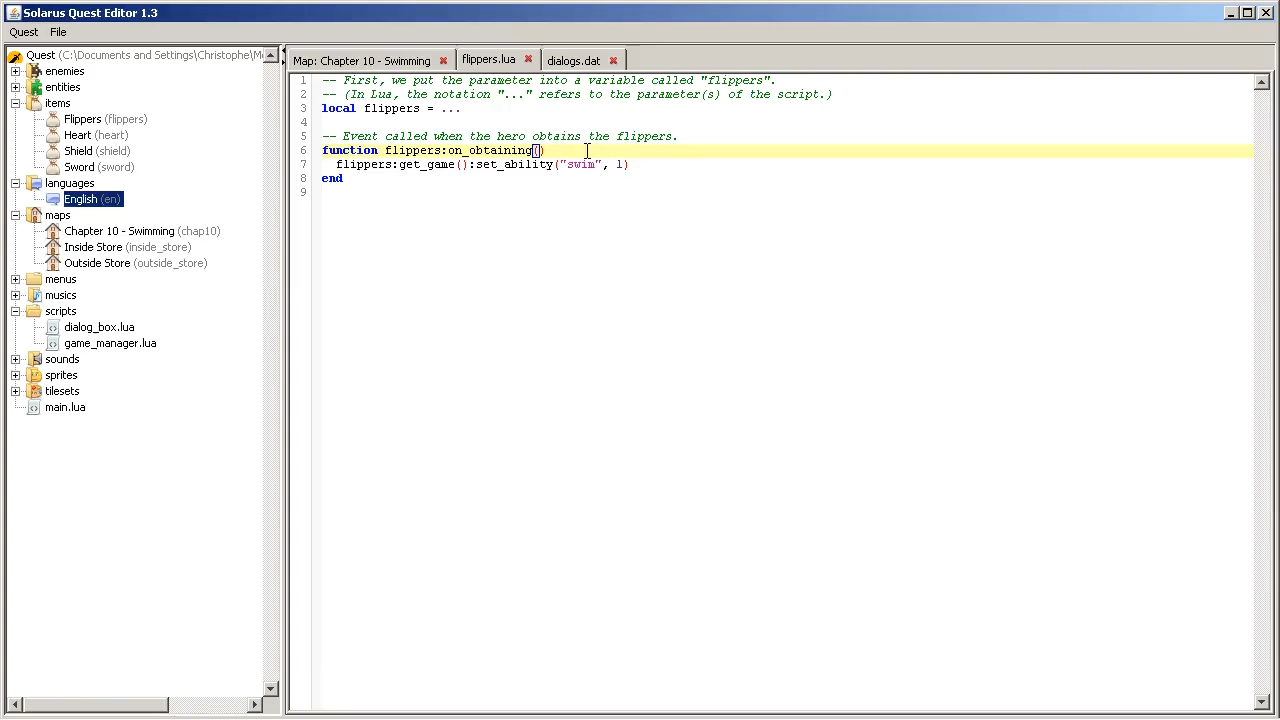 Solarus Quest Editor 1.3
Quest File
Quest (C:\Documents and Settings\Christophe\M
enemies
entities
items
Flippers (flippers)
Heart (heart)
Shield (shield)
Sword (sword)
languages
English (en)
maps
Chapter 10 - Swimming (chap10)
Inside Store (inside_store)
Outside Store (outside_store)
menus
musics
scripts
dialog_box.lua
game_manager.lua
sounds
sprites
tilesets
main.lua
Map: Chapter 10 - Swimming flippers.lua dialogs.dat
1 -- First, we put the parameter into a variable called "flippers".
2 -- (In Lua, the notation "..." refers to the parameter(s) of the script.)
3 local flippers = ...
4
5 -- Event called when the hero obtains the flippers.
6 function flippers:on_obtaining()
7 flippers:get_game():set_ability("swim", 1)
8 end
9